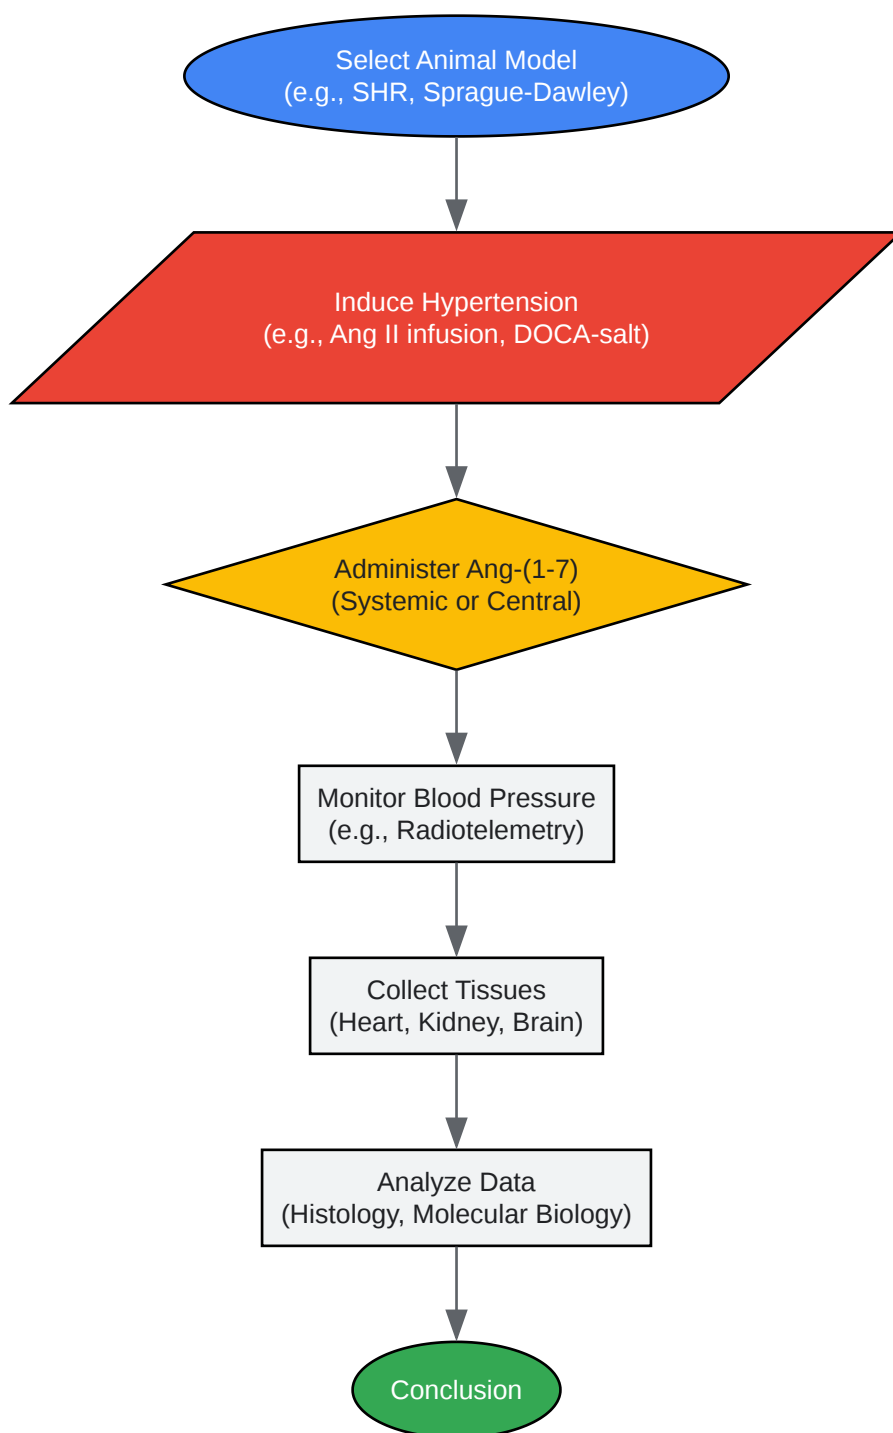 Select Animal Model
(e.g., SHR, Sprague-Dawley)
Induce Hypertension
(e.g., Ang II infusion, DOCA-salt)
Administer Ang-(1-7)
(Systemic or Central)
Monitor Blood Pressure
(e.g., Radiotelemetry)
Collect Tissues
(Heart, Kidney, Brain)
Analyze Data
(Histology, Molecular Biology)
Conclusion